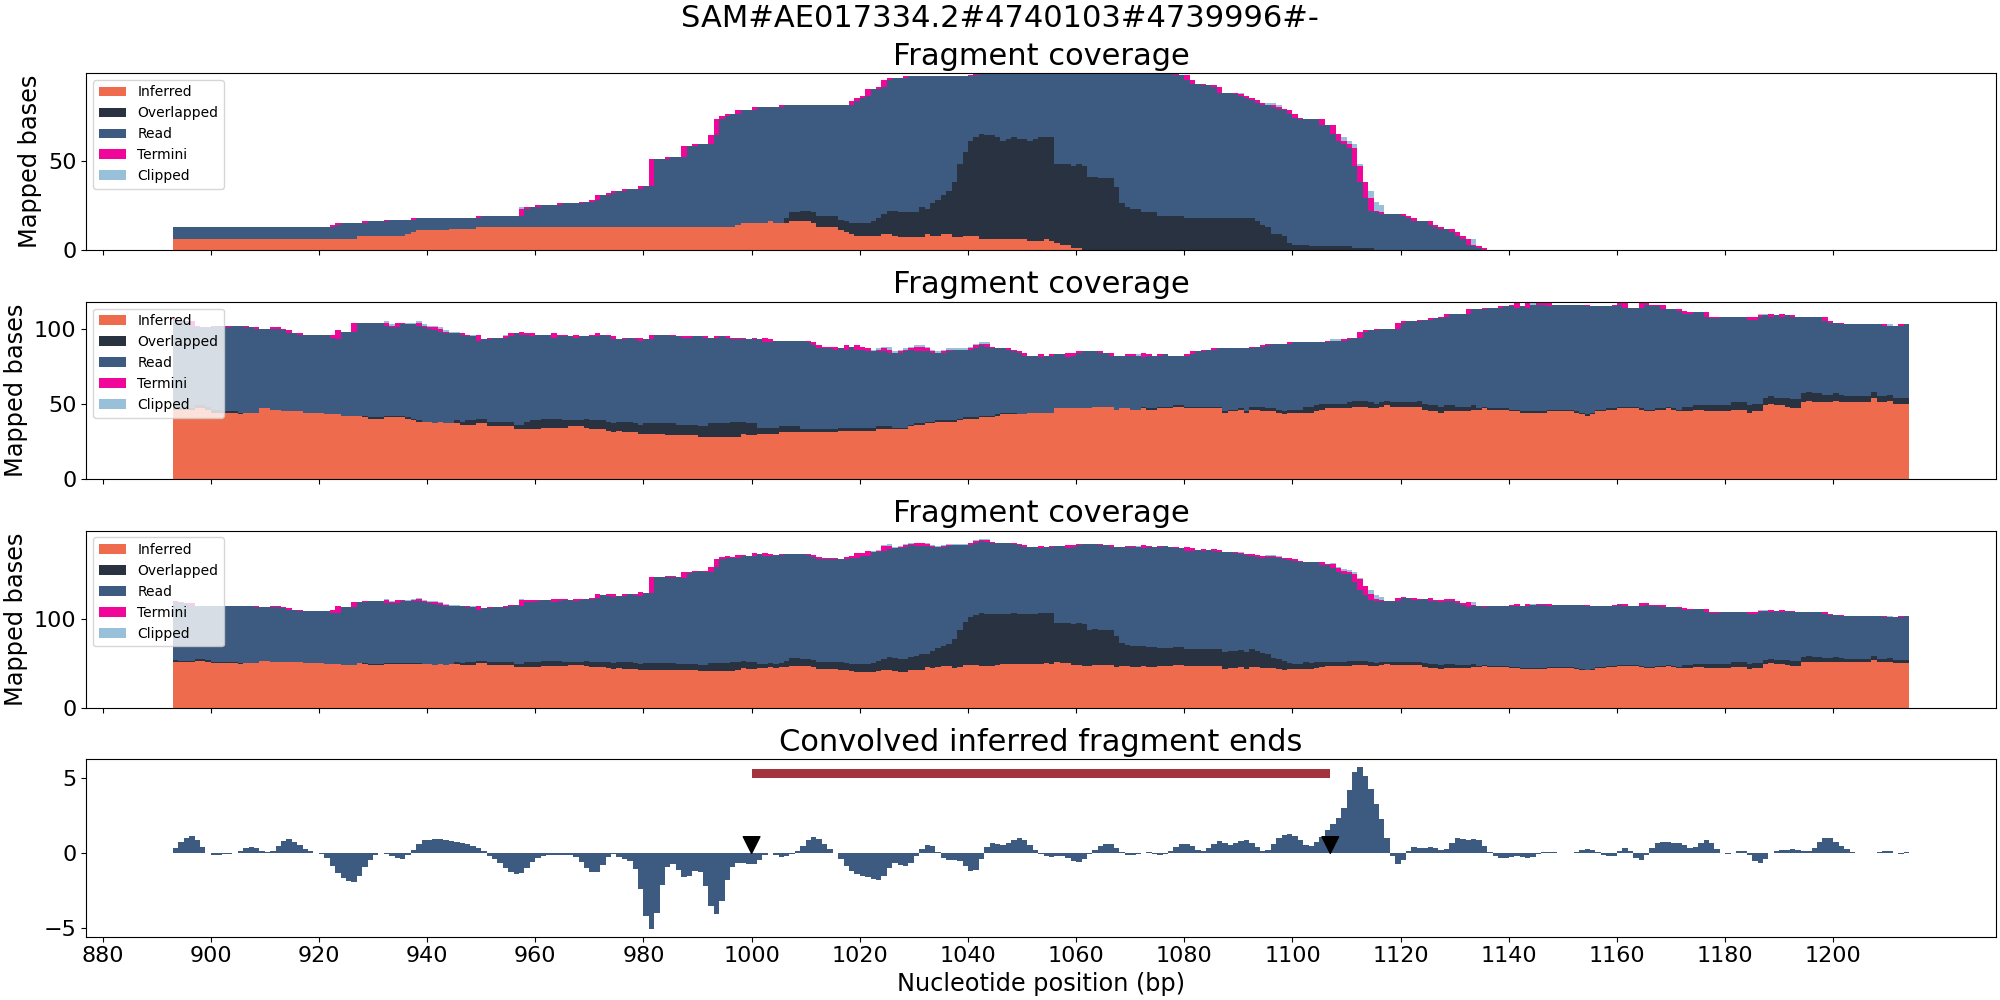 SAM#AE017334.2#4740103#4739996#-
Fragment coverage
Mapped bases
50
0
Inferred
Overlapped
Read
Termini
Clipped
Fragment coverage
Mapped bases
100
50
0
Inferred
Overlapped
Read
Termini
Clipped
Fragment coverage
Mapped bases
100
0
Inferred
Overlapped
Read
Termini
Clipped
Convolved inferred fragment ends
5
0
−5
880 900 920 940 960 980 1000 1020 1040 1060 1080 1100 1120 1140 1160 1180 1200
Nucleotide position (bp)